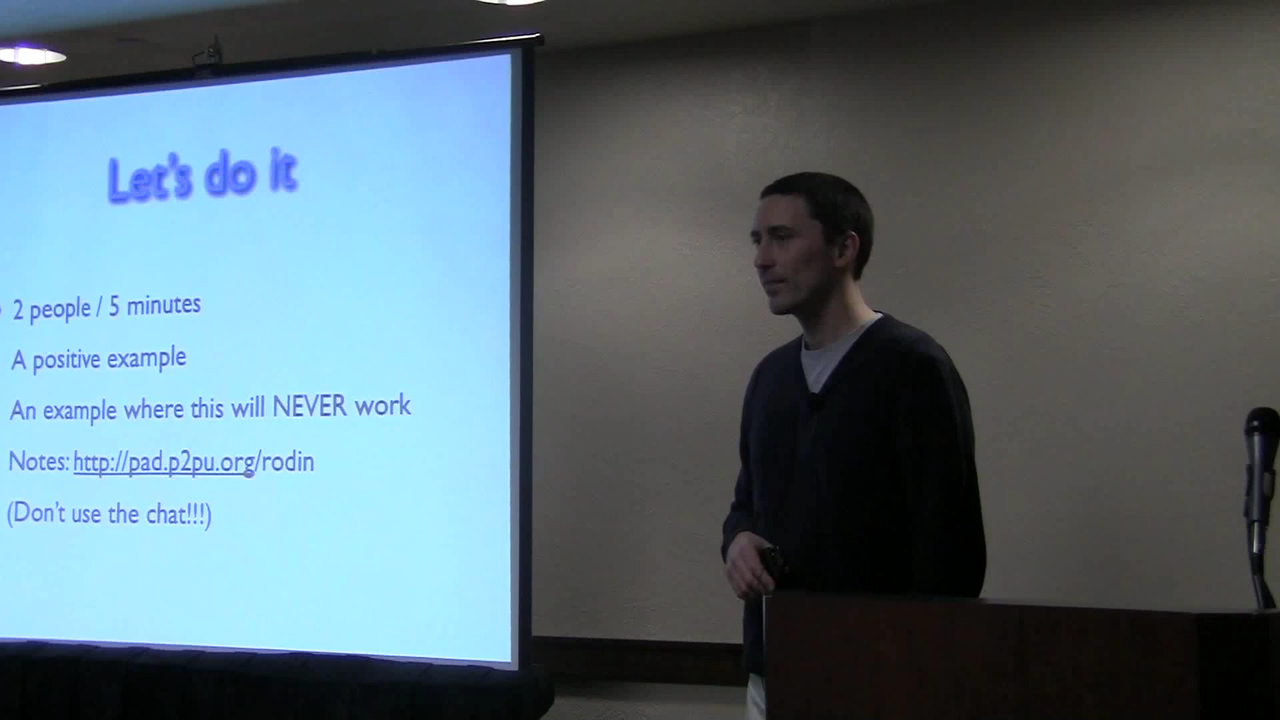 Let's do it
2 people / 5 minutes
A positive example
An example where this will NEVER work
Notes: http://pad.p2pu.org/rodin
(Don't use the chat!!!)